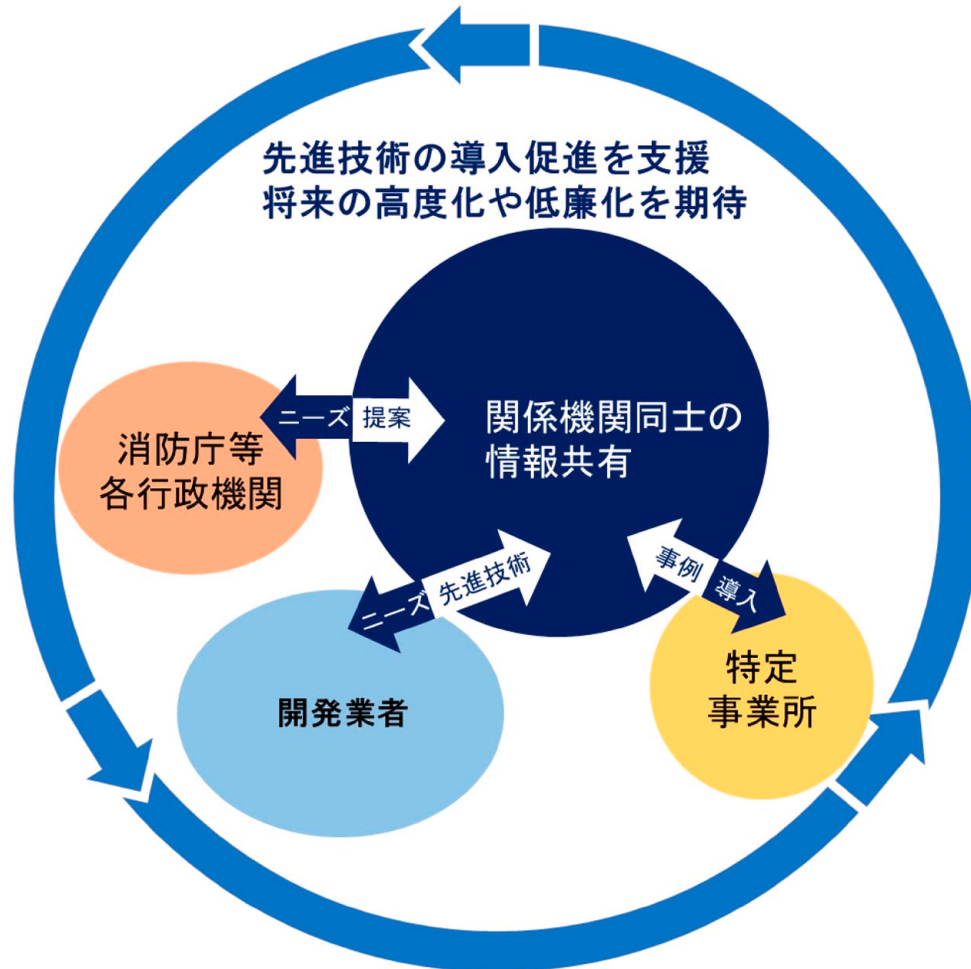 先進技術の導入促進を支援
将来の高度化や低廉化を期待
ニーズ 提案
関係機関同士の
情報共有
消防庁等
各行政機関
ニーズ 先進技術
事例 導入
開発業者
特定
事業所